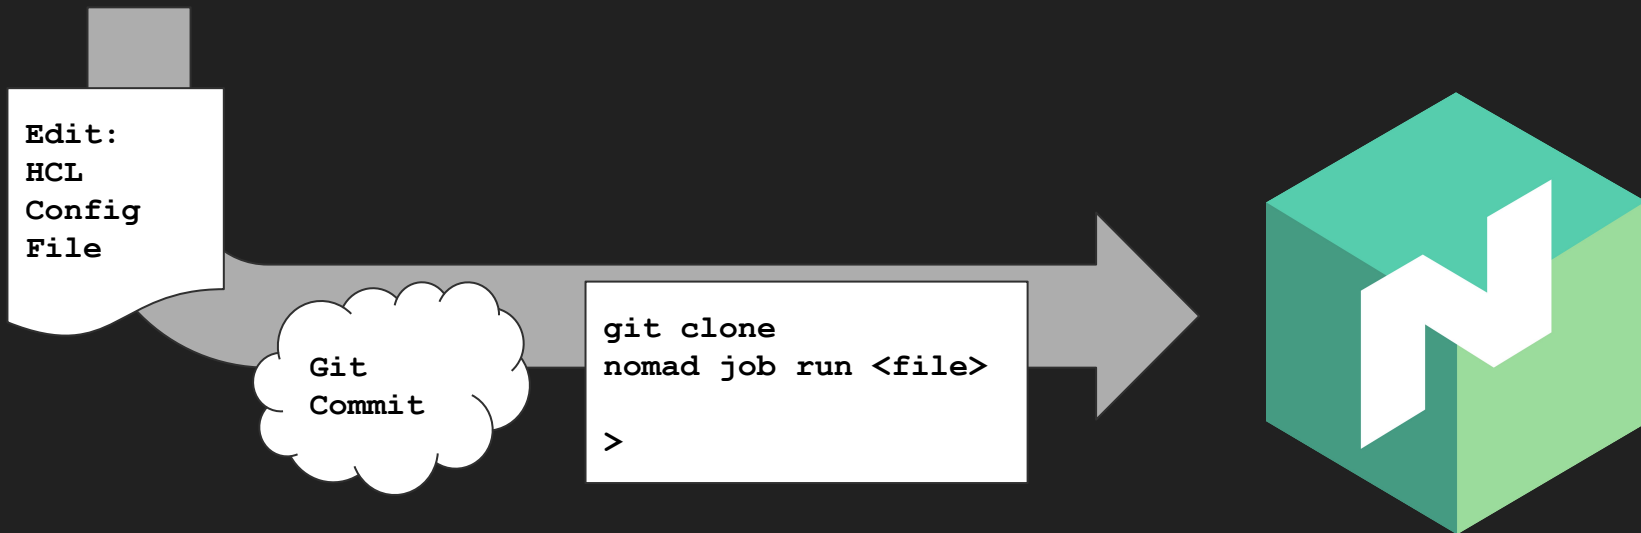 Edit:
HCL
Config
File
Git
Commit
git clone
nomad job run <file>
>